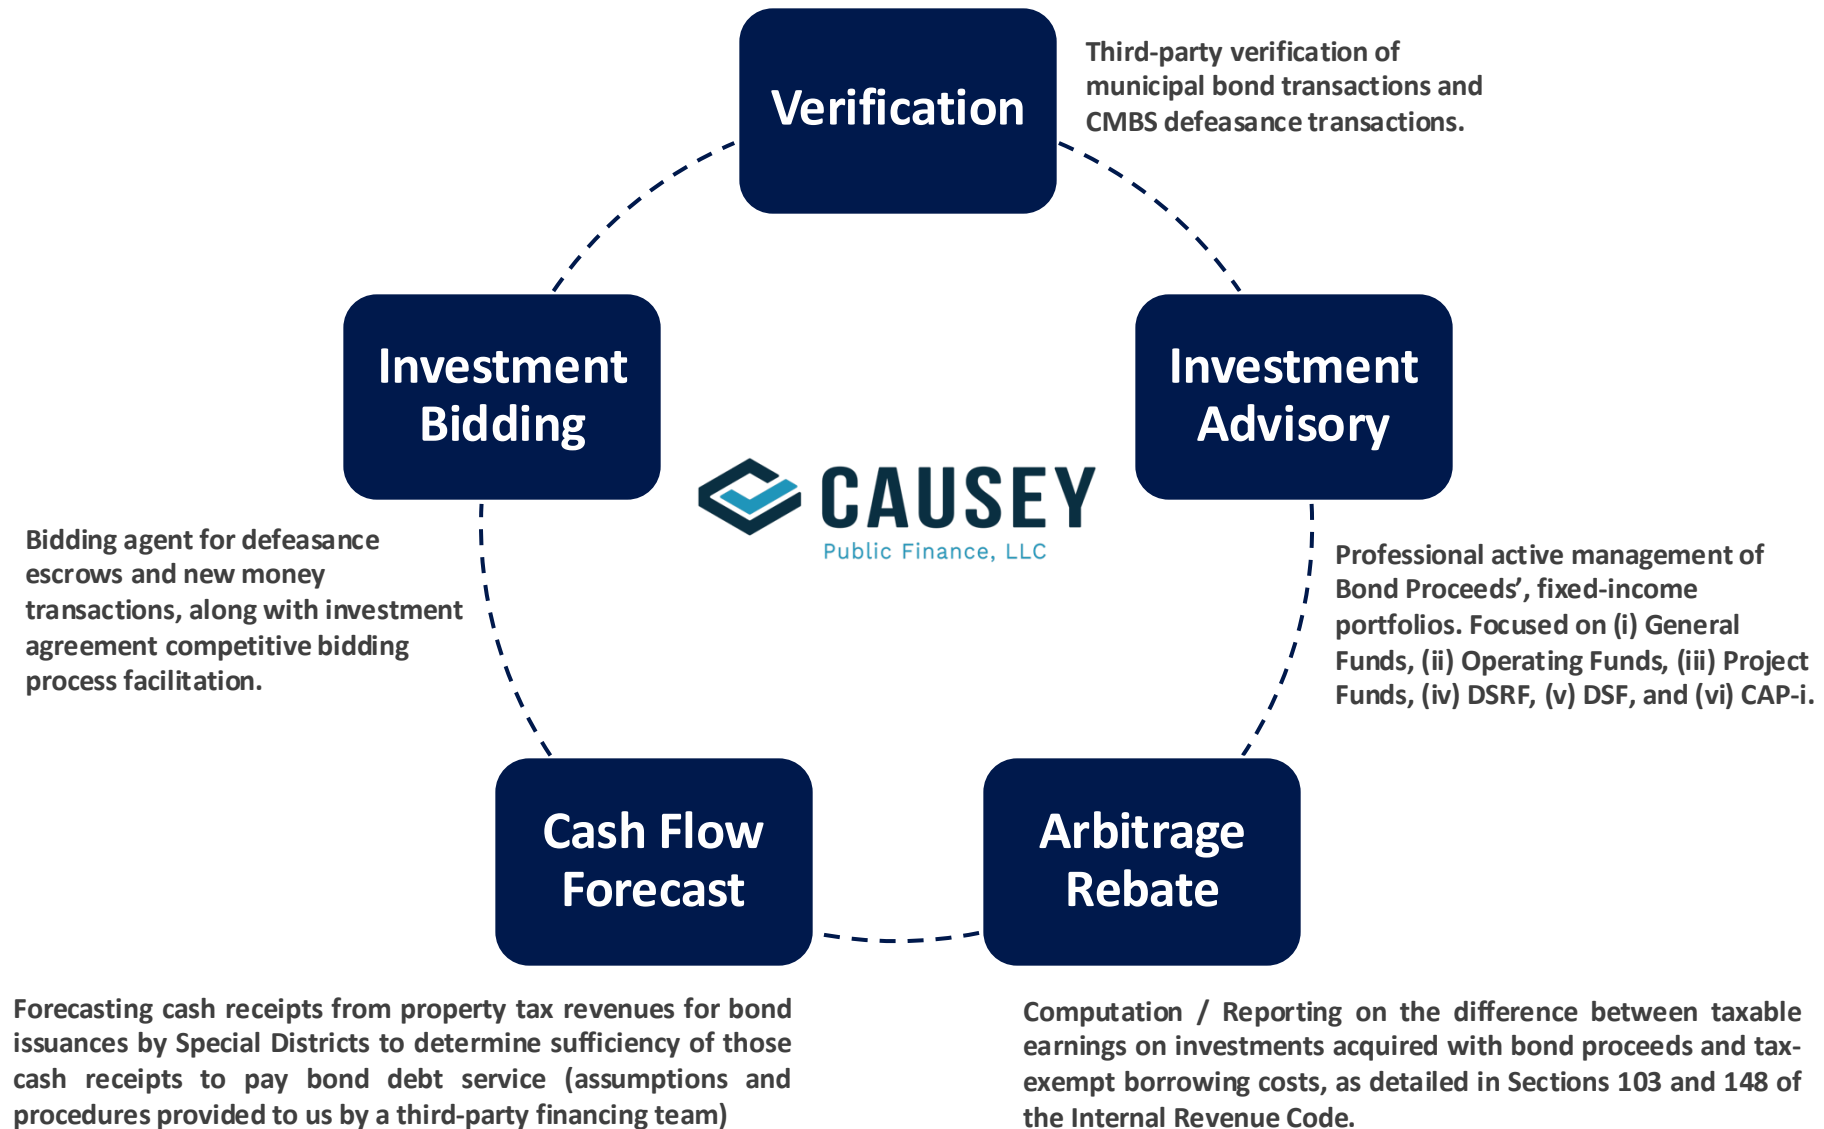 Verification
Third-party verification of
municipal bond transactions and
CMBS defeasance transactions.
Investment
Bidding
Investment
Advisory
CAUSEY
Public Finance, LLC
Bidding agent for defeasance
escrows and new money
transactions, along with investment
agreement competitive bidding
process facilitation.
Professional active management of
Bond Proceeds’, fixed-income
portfolios. Focused on (i) General
Funds, (ii) Operating Funds, (iii) Project
Funds, (iv) DSRF, (v) DSF, and (vi) CAP-i.
Cash Flow
Forecast
Arbitrage
Rebate
Forecasting cash receipts from property tax revenues for bond
issuances by Special Districts to determine sufficiency of those
cash receipts to pay bond debt service (assumptions and
procedures provided to us by a third-party financing team)
Computation / Reporting on the difference between taxable
earnings on investments acquired with bond proceeds and tax-
exempt borrowing costs, as detailed in Sections 103 and 148 of
the Internal Revenue Code.